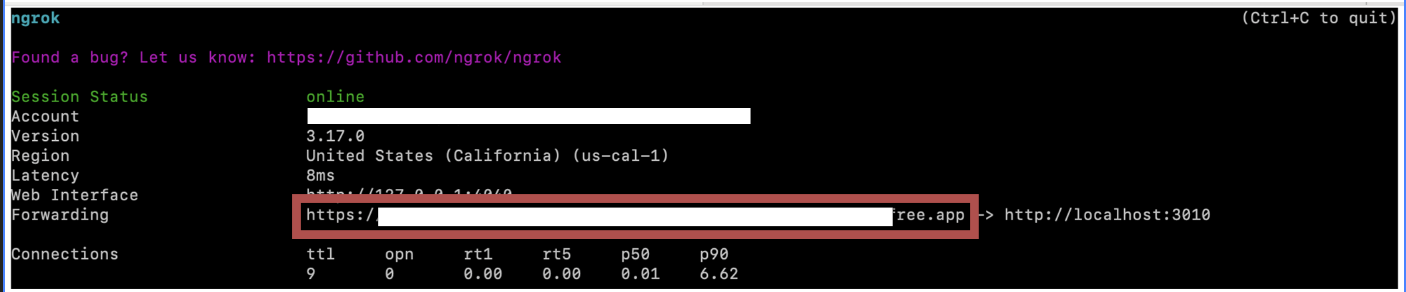 ngrok (Ctrl+C to quit)
Found a bug? Let us know: https://github.com/ngrok/ngrok
Session Status online
Account
Version 3.17.0
Region United States (California) (us-cal-1)
Latency 8ms
Web Interface http://127.0.0.1:4040
Forwarding https:/ free.app -> http://localhost:3010
Connections ttl opn rt1 rt5 p50 p90
9 0 0.00 0.00 0.01 6.62